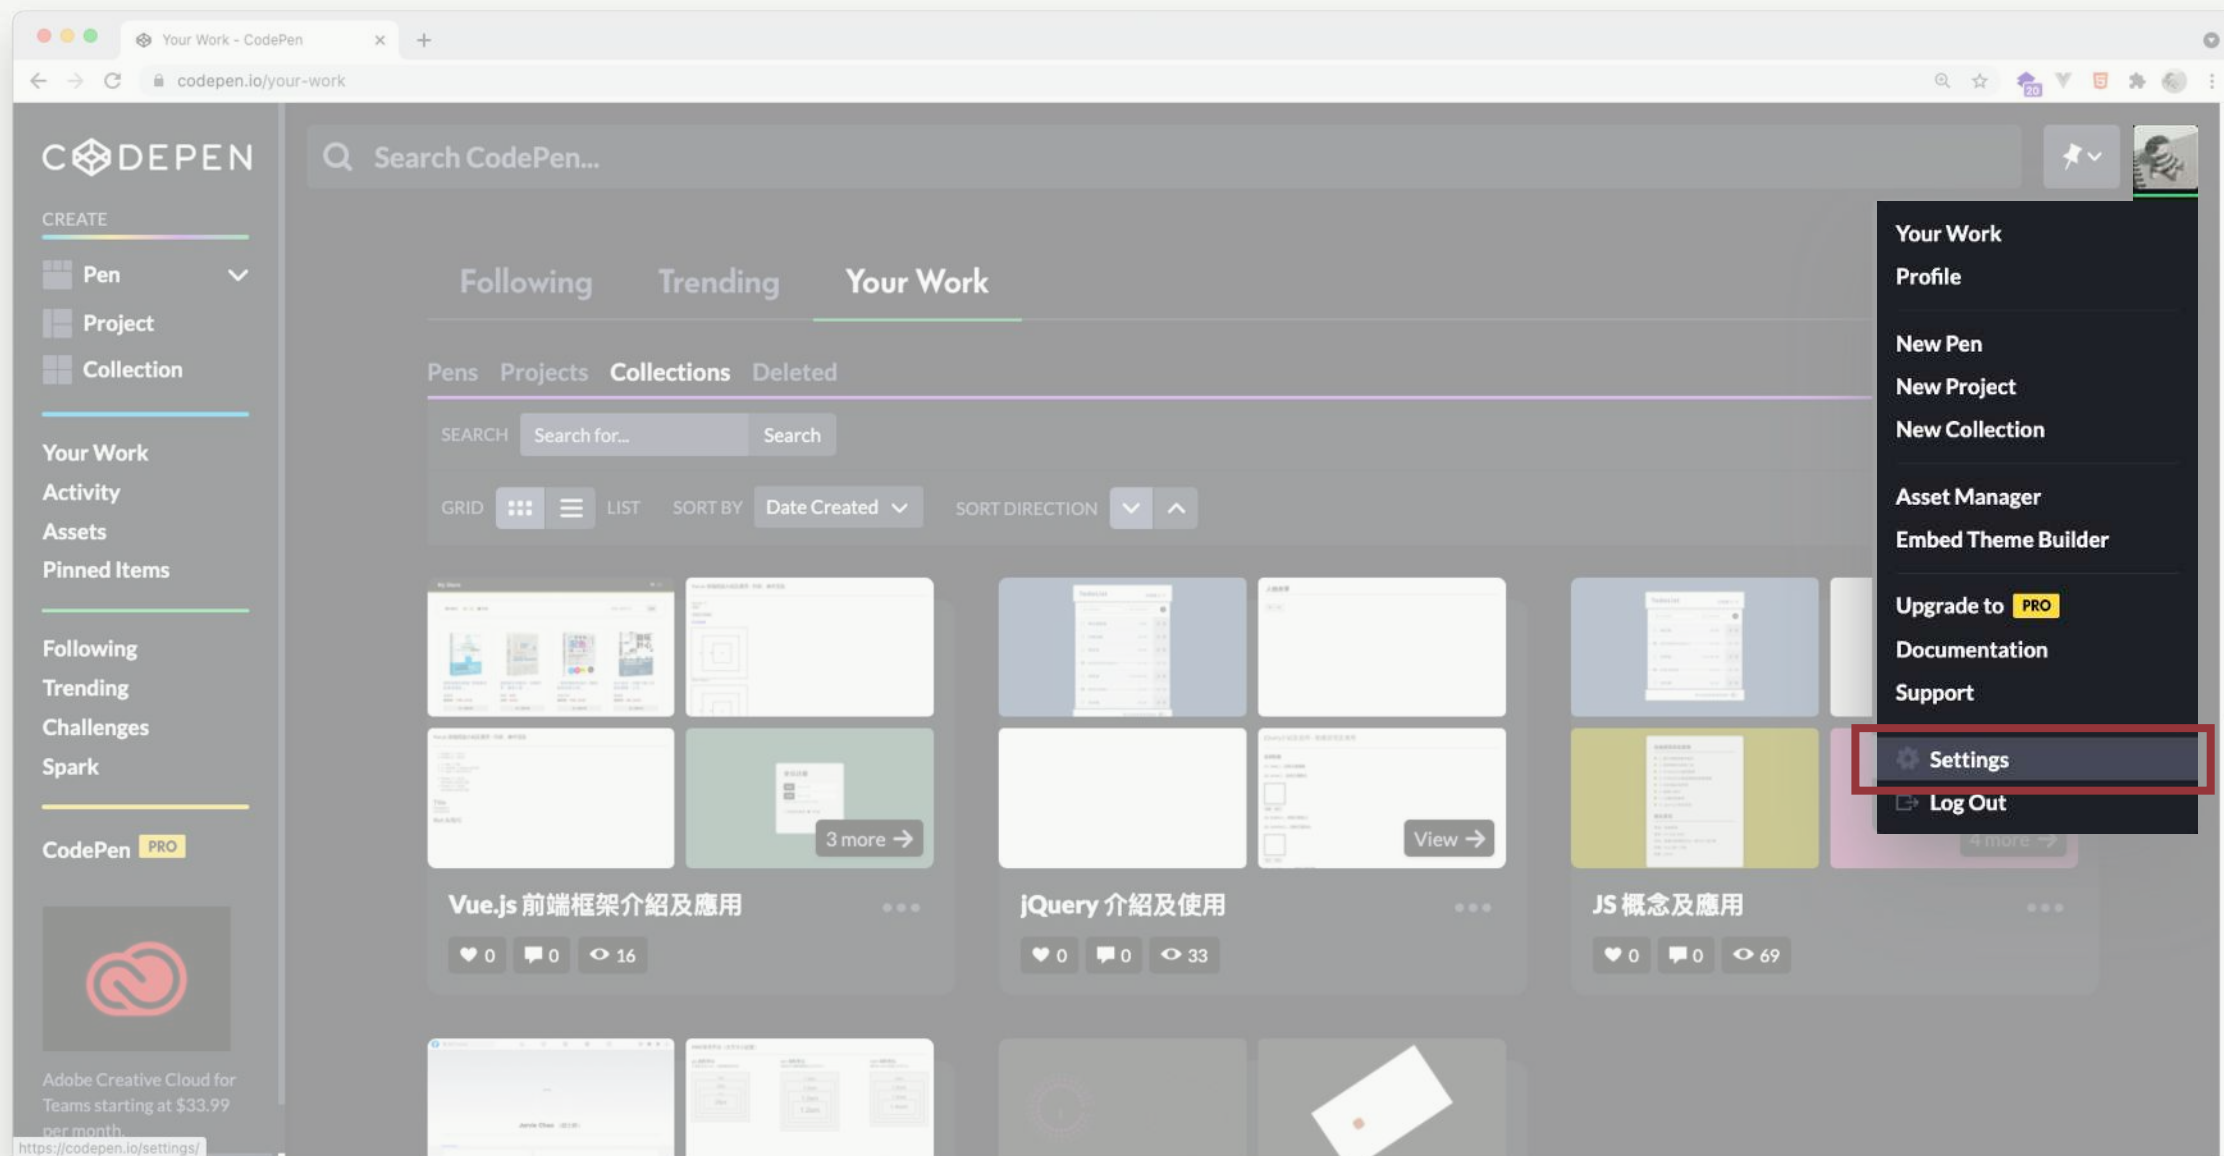 Your Work - CodePen
codepen.io/your-work
20
CODEPEN
Search CodePen...
CREATE
Pen
Project
Collection
Your Work
Activity
Assets
Pinned Items
Following
Trending
Challenges
Spark
CodePen PRO
Adobe Creative Cloud for
Teams starting at $33.99
per month.
https://codepen.io/settings/
Following Trending Your Work
Pens Projects Collections Deleted
SEARCH Search for... Search
GRID LIST SORT BY Date Created SORT DIRECTION
3 more →
Vue.js 前端框架介紹及應用
0 0 16
View →
jQuery 介紹及使用
0 0 33
4 more →
JS 概念及應用
0 0 69
Your Work
Profile
New Pen
New Project
New Collection
Asset Manager
Embed Theme Builder
Upgrade to PRO
Documentation
Support
Settings
Log Out